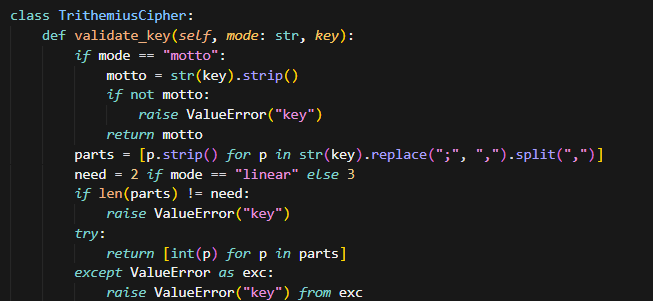 class TrithemiusCipher:
    def validate_key(self, mode: str, key):
        if mode == "motto":
            motto = str(key).strip()
            if not motto:
                raise ValueError("key")
            return motto
        parts = [p.strip() for p in str(key).replace(";", ",").split(",")]
        need = 2 if mode == "linear" else 3
        if len(parts) != need:
            raise ValueError("key")
        try:
            return [int(p) for p in parts]
        except ValueError as exc:
            raise ValueError("key") from exc